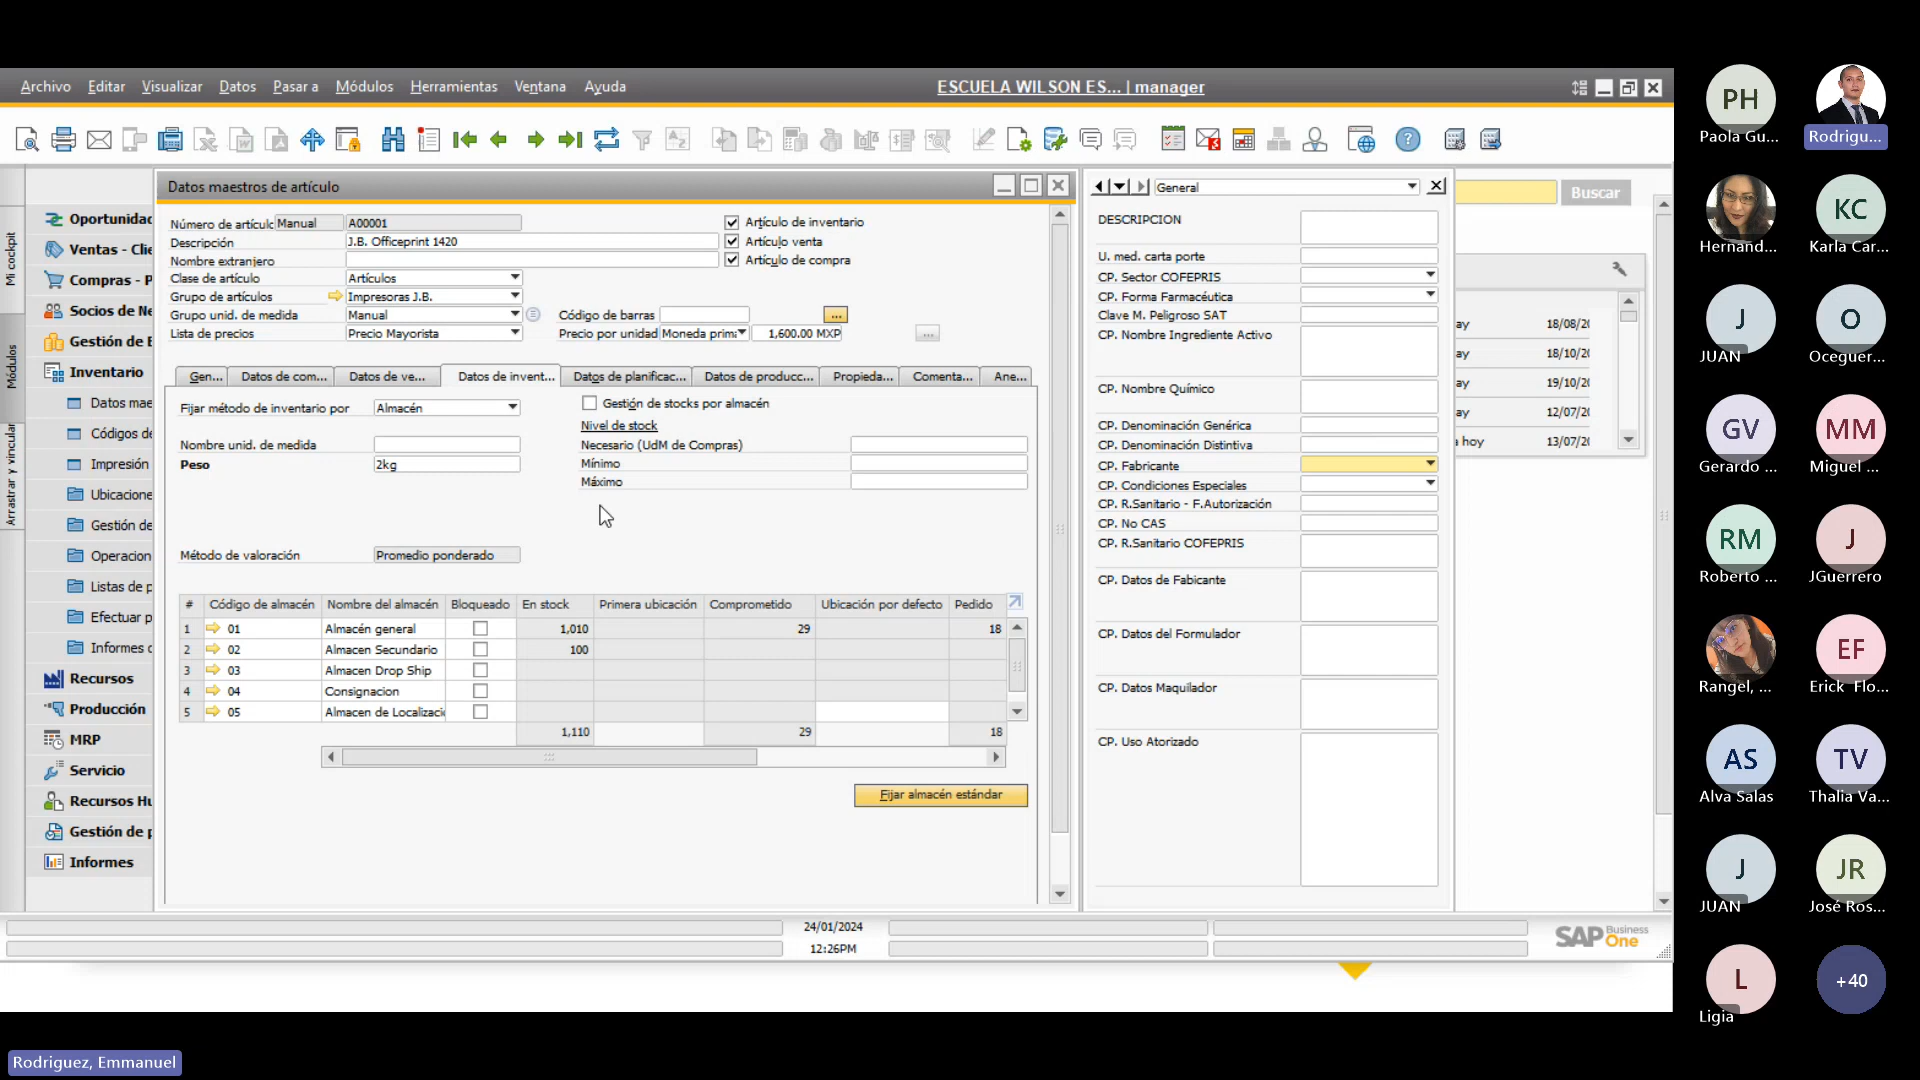 Archivo Editar Visualizar Datos Pasar a Módulos Herramientas Ventana Ayuda
ESCUELA WILSON ES... | manager
Mi cockpit
Módulos
Arrastrar y vincular
Oportunidad
Ventas - Clie
Compras - P
Socios de Ne
Gestión de B
Inventario
Datos mae
Códigos de
Impresión
Ubicacione
Gestión de
Operacion
Listas de p
Efectuar p
Informes d
Recursos
Producción
MRP
Servicio
Recursos Hu
Gestión de p
Informes
Datos maestros de artículo
Número de artículo Manual A00001
Descripción J.B. Officeprint 1420
Nombre extranjero
Clase de artículo Artículos
Grupo de artículos Impresoras J.B.
Grupo unid. de medida Manual
Lista de precios Precio Mayorista
Artículo de inventario
Artículo venta
Artículo de compra
Código de barras ...
Precio por unidad Moneda prima 1,600.00 MXP ...
Gen... Datos de com... Datos de ve... Datos de invent... Datos de planificac... Datos de producc... Propieda... Comenta... Ane...
Fijar método de inventario por Almacén
Nombre unid. de medida
Peso 2kg
Método de valoración Promedio ponderado
Gestión de stocks por almacén
Nivel de stock
Necesario (UdM de Compras)
Mínimo
Máximo
# Código de almacén Nombre del almacén Bloqueado En stock Primera ubicación Comprometido Ubicación por defecto Pedido
1 01 Almacén general 1,010 29 18
2 02 Almacen Secundario 100
3 03 Almacen Drop Ship
4 04 Consignacion
5 05 Almacen de Localizaci
1,110 29 18
Fijar almacén estándar
General
DESCRIPCION
U. med. carta porte
CP. Sector COFEPRIS
CP. Forma Farmacéutica
Clave M. Peligroso SAT
CP. Nombre Ingrediente Activo
CP. Nombre Químico
CP. Denominación Genérica
CP. Denominación Distintiva
CP. Fabricante
CP. Condiciones Especiales
CP. R.Sanitario - F.Autorización
CP. No CAS
CP. R.Sanitario COFEPRIS
CP. Datos de Fabicante
CP. Datos del Formulador
CP. Datos Maquilador
CP. Uso Atorizado
Buscar
ay 18/08/20
ay 18/10/20
ay 19/10/20
ay 12/07/20
a hoy 13/07/20
24/01/2024
12:26PM
SAP Business One
PH
Paola Gu...
Rodrigu...
Hernánd...
KC
Karla Car...
J
JUAN
O
Oceguer...
GV
Gerardo ...
MM
Miguel ...
RM
Roberto ...
J
JGuerrero
Rangel, ...
EF
Erick Flo...
AS
Alva Salas
TV
Thalia Va...
J
JUAN
JR
José Ros...
L
Ligia
+40
Rodriguez, Emmanuel